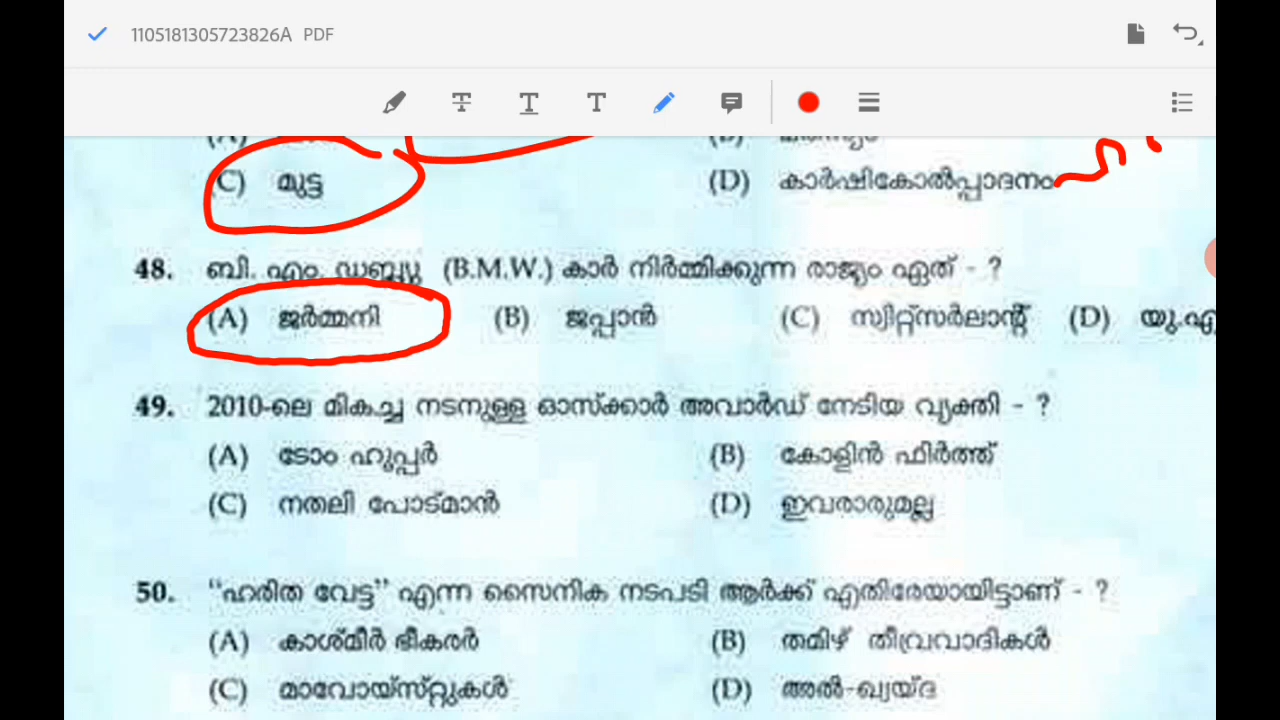 1105181305723826A PDF
(C) മുട്ട (D) കാർഷികോൽപ്പാദനം
48. ബി. എം. ഡബ്ല്യു (B.M.W.) കാർ നിർമ്മിക്കുന്ന രാജ്യം ഏത് - ?
(A) ജർമ്മനി (B) ജപ്പാൻ (C) സ്വിറ്റ്സർലാന്റ് (D) യു.എ
49. 2010-ലെ മികച്ച നടനുള്ള ഓസ്ക്കാർ അവാർഡ് നേടിയ വ്യക്തി - ?
(A) ടോം ഹൂപ്പർ (B) കോളിൻ ഫിർത്ത്
(C) നതലി പോട്മാൻ (D) ഇവരാരുമല്ല
50. "ഹരിത വേട്ട" എന്ന സൈനിക നടപടി ആർക്ക് എതിരേയായിട്ടാണ് - ?
(A) കാശ്മീർ ഭീകരർ (B) തമിഴ് തീവ്രവാദികൾ
(C) മാവോയ്സ്റ്റുകൾ (D) അൽ-ഖ്വയ്ദ